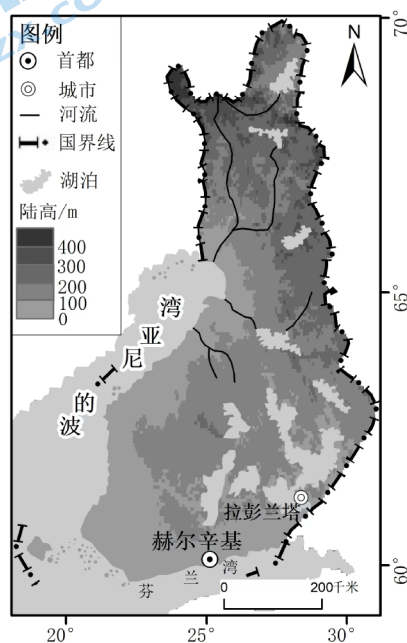 图例
首都
城市
河流
国界线
湖泊
陆高/m
400
300
200
100
0
N
70°
65°
60°
湾
亚
尼
的
波
拉彭兰塔
赫尔辛基
芬 兰 湾
0 200千米
20° 25° 30°